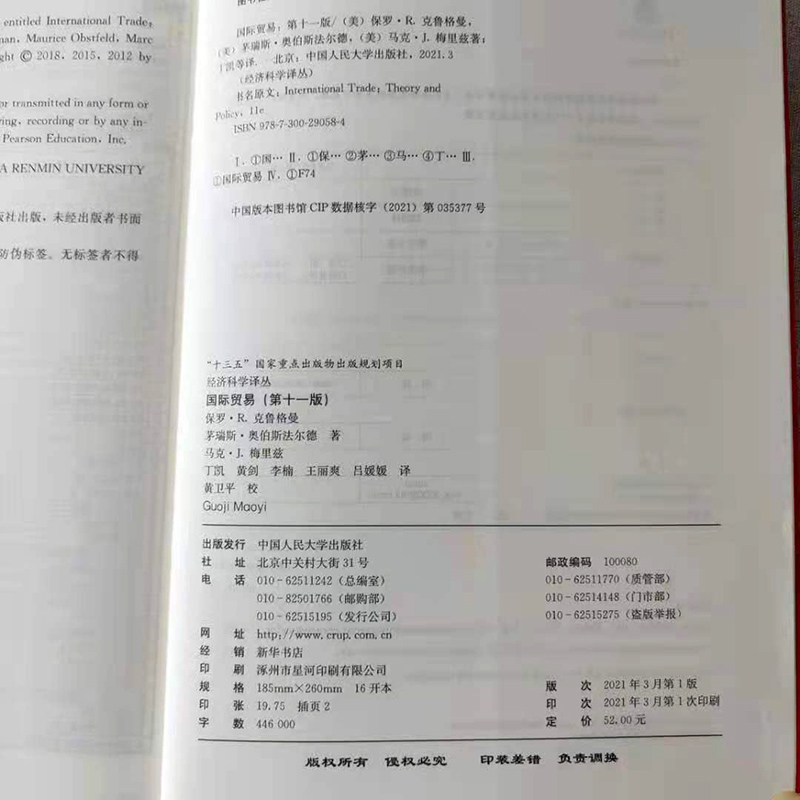 entitled International Trade:
man, Maurice Obstfeld, Marc
ght © 2018, 2015, 2012 by
or transmitted in any form or
ing, recording or by any in-
Pearson Education, Inc.
A RENMIN UNIVERSITY
版社出版，未经出版者书面
防伪标签。无标签者不得
国际贸易：第十一版/（美）保罗·R. 克鲁格曼，
（美）茅瑞斯·奥伯斯法尔德，（美）马克·J. 梅里兹著；
丁凯等译. 北京：中国人民大学出版社，2021.3
（经济科学译丛）
书名原文：International Trade: Theory and
Policy, 11e
ISBN 978-7-300-29058-4
Ⅰ. ①国… Ⅱ. ①保… ②茅… ③马… ④丁… Ⅲ.
①国际贸易 Ⅳ. ①F74
中国版本图书馆 CIP 数据核字（2021）第 035377 号
“十三五”国家重点出版物出版规划项目
经济科学译丛
国际贸易（第十一版）
保罗·R. 克鲁格曼
茅瑞斯·奥伯斯法尔德 著
马克·J. 梅里兹
丁凯 黄剑 李楠 王丽爽 吕媛媛 译
黄卫平 校
Guoji Maoyi
出版发行 中国人民大学出版社
社 址 北京中关村大街 31 号 邮政编码 100080
电 话 010-62511242（总编室） 010-62511770（质管部）
010-82501766（邮购部） 010-62514148（门市部）
010-62515195（发行公司） 010-62515275（盗版举报）
网 址 http://www.crup.com.cn
经 销 新华书店
印 刷 涿州市星河印刷有限公司
规 格 185mm×260mm 16 开本 版 次 2021 年 3 月第 1 版
印 张 19.75 插页 2 印 次 2021 年 3 月第 1 次印刷
字 数 446 000 定 价 52.00 元
版权所有 侵权必究 印装差错 负责调换